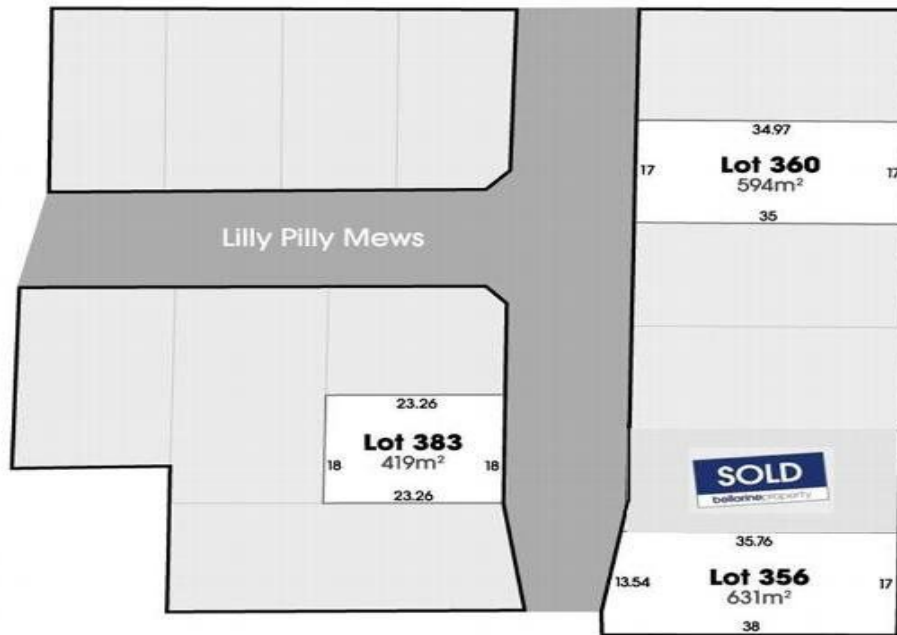 34.97
17
Lot 360
17
594m²
35
Lilly Pilly Mews
23.26
Lot 383
18
419m²
18
23.26
SOLD
bellarineproperty
35.76
13.54
Lot 356
17
631m²
38